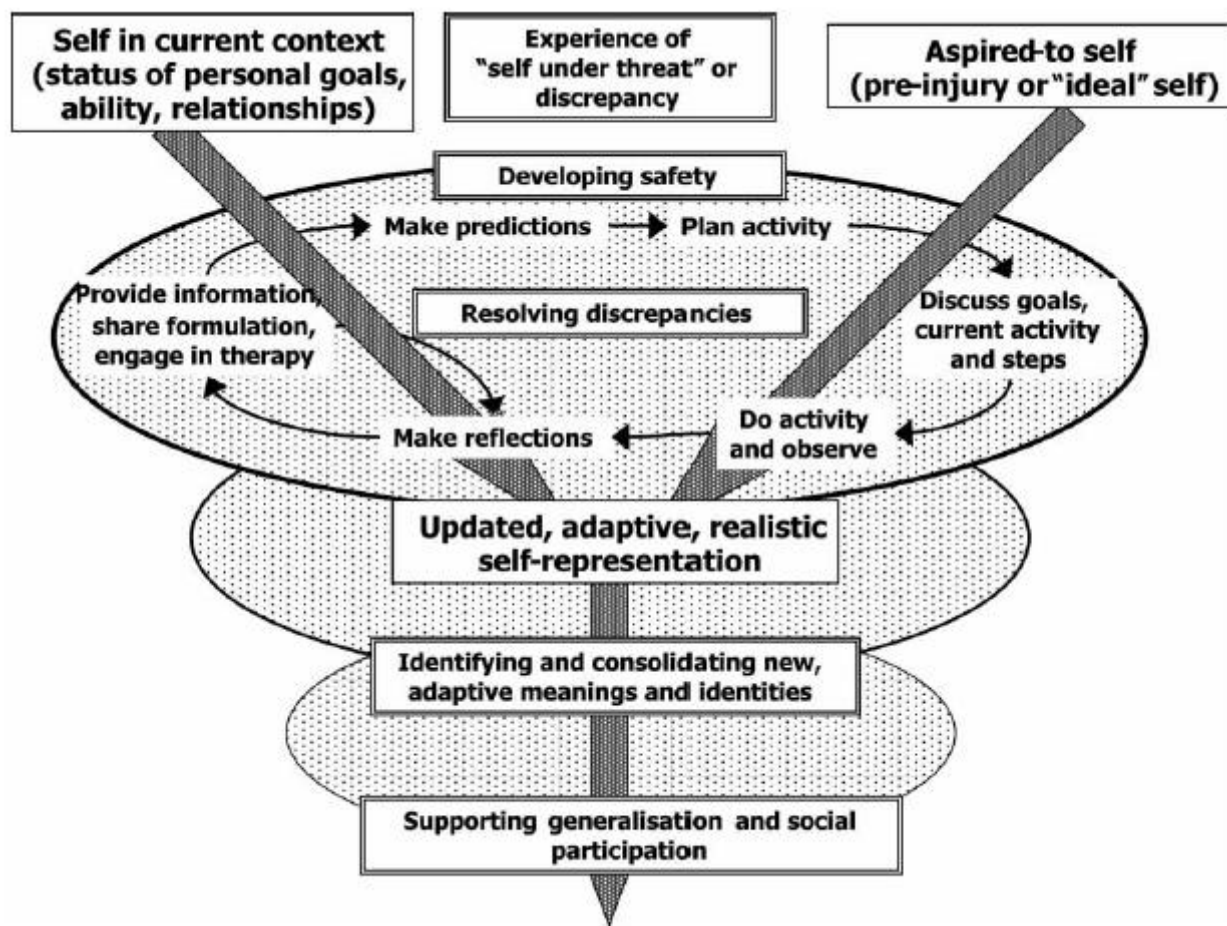 Self in current context
(status of personal goals,
ability, relationships)
Experience of
“self under threat” or
discrepancy
Aspired-to self
(pre-injury or “ideal” self)
Developing safety
Make predictions
Plan activity
Provide information,
share formulation,
engage in therapy
Resolving discrepancies
Discuss goals,
current activity
and steps
Make reflections
Do activity
and observe
Updated, adaptive, realistic
self-representation
Identifying and consolidating new,
adaptive meanings and identities
Supporting generalisation and social
participation